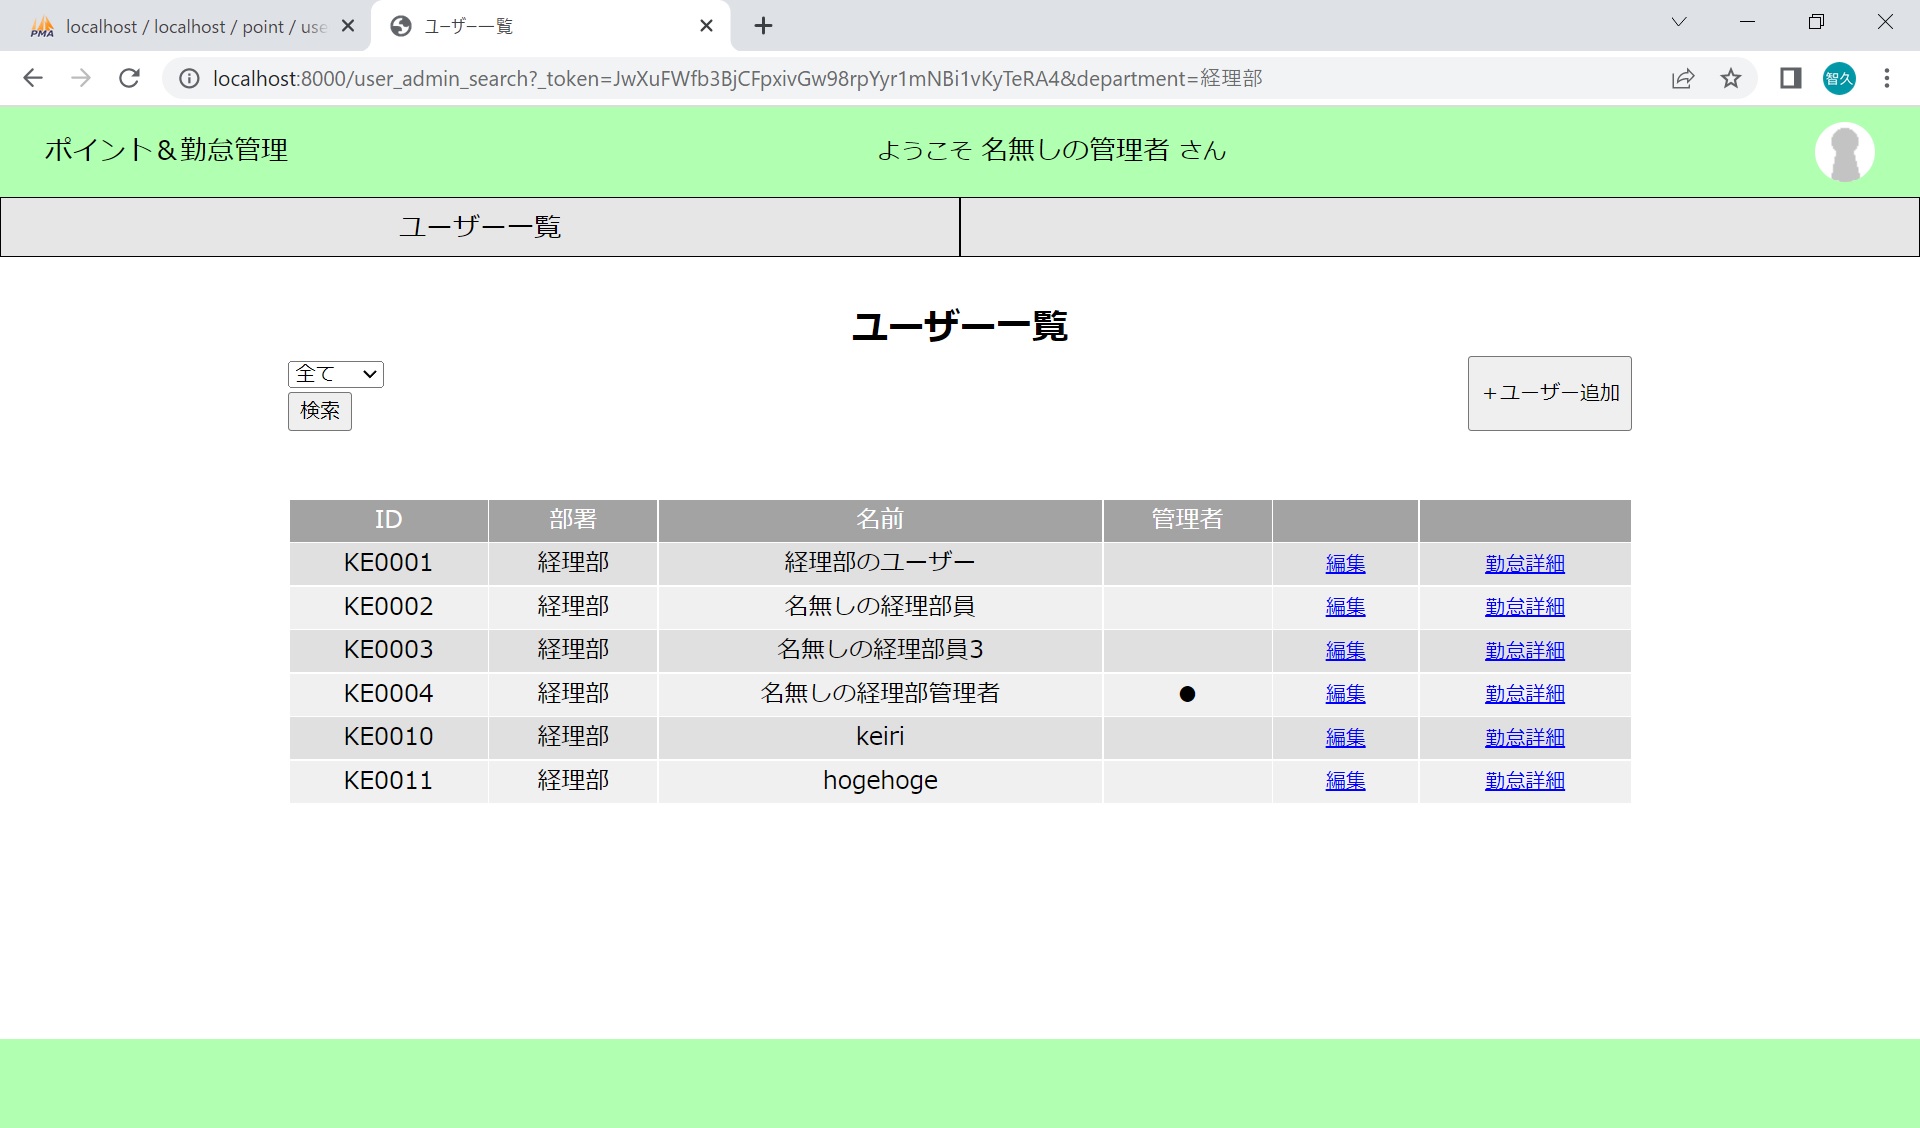 localhost / localhost / point / use
ユーザー一覧
localhost:8000/user_admin_search?_token=JwXuFWfb3BjCFpxivGw98rpYyr1mNBi1vKyTeRA4&department=経理部
智久
ポイント＆勤怠管理
ようこそ 名無しの管理者 さん
ユーザー一覧
ユーザー一覧
全て
検索
＋ユーザー追加
ID 部署 名前 管理者
KE0001 経理部 経理部のユーザー 編集 勤怠詳細
KE0002 経理部 名無しの経理部員 編集 勤怠詳細
KE0003 経理部 名無しの経理部員3 編集 勤怠詳細
KE0004 経理部 名無しの経理部管理者 ● 編集 勤怠詳細
KE0010 経理部 keiri 編集 勤怠詳細
KE0011 経理部 hogehoge 編集 勤怠詳細